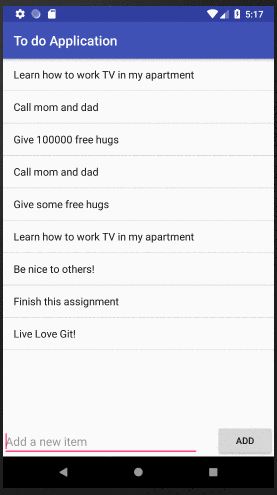 5:17
To do Application
Learn how to work TV in my apartment
Call mom and dad
Give 100000 free hugs
Call mom and dad
Give some free hugs
Learn how to work TV in my apartment
Be nice to others!
Finish this assignment
Live Love Git!
Add a new item
ADD